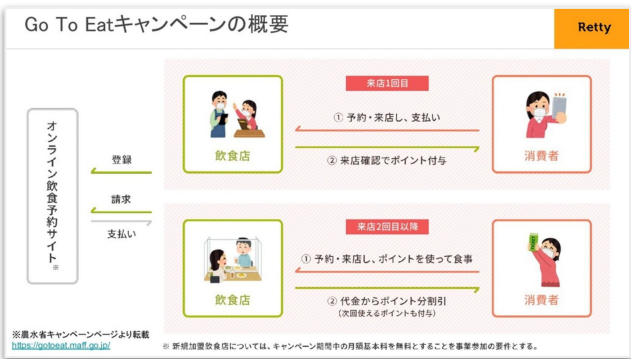 Go To Eatキャンペーンの概要
Retty
オンライン飲食予約サイト※
登録
請求
支払い
来店1回目
飲食店
① 予約・来店し、支払い
② 来店確認でポイント付与
消費者
来店2回目以降
飲食店
① 予約・来店し、ポイントを使って食事
② 代金からポイント分割引
(次回使えるポイントも付与)
消費者
※農水省キャンペーンページより転載
https://gotoeat.maff.go.jp/
※ 新規加盟飲食店については、キャンペーン期間中の月額基本料を無料とすることを事業参加の要件とする。